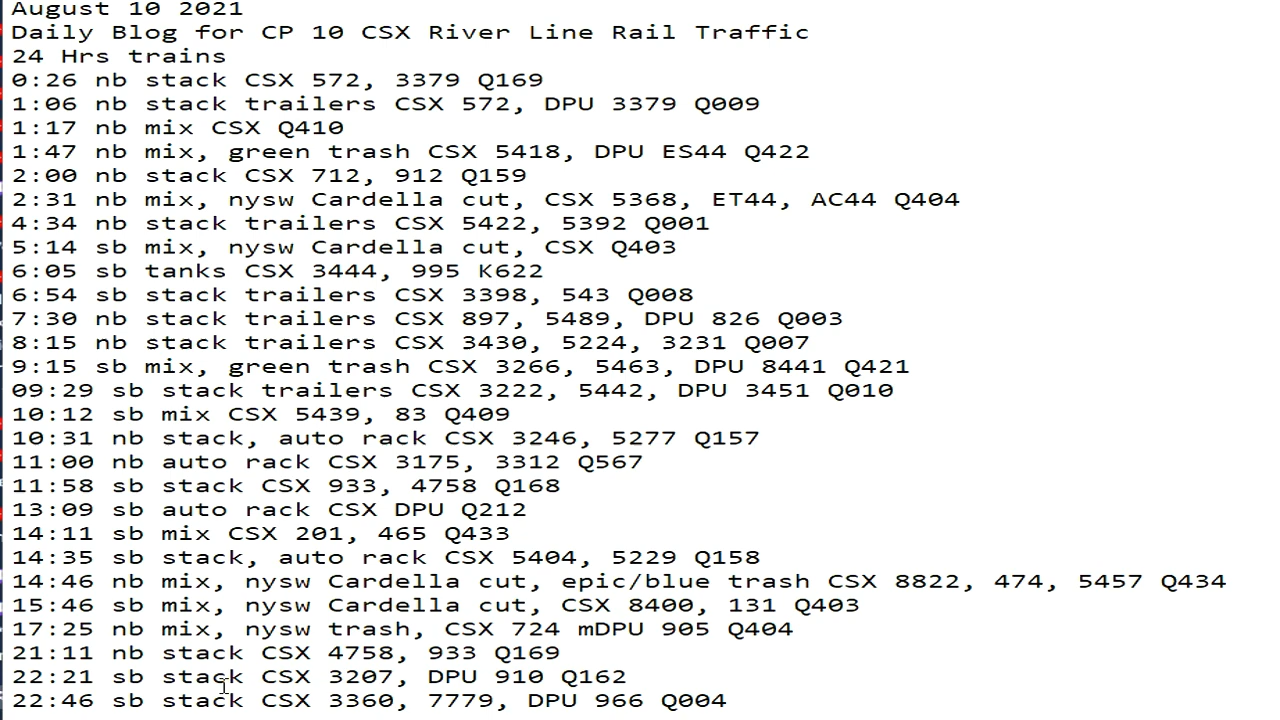 August 10 2021
Daily Blog for CP 10 CSX River Line Rail Traffic
24 Hrs trains
0:26 nb stack CSX 572, 3379 Q169
1:06 nb stack trailers CSX 572, DPU 3379 Q009
1:17 nb mix CSX Q410
1:47 nb mix, green trash CSX 5418, DPU ES44 Q422
2:00 nb stack CSX 712, 912 Q159
2:31 nb mix, nysw Cardella cut, CSX 5368, ET44, AC44 Q404
4:34 nb stack trailers CSX 5422, 5392 Q001
5:14 sb mix, nysw Cardella cut, CSX Q403
6:05 sb tanks CSX 3444, 995 K622
6:54 sb stack trailers CSX 3398, 543 Q008
7:30 nb stack trailers CSX 897, 5489, DPU 826 Q003
8:15 nb stack trailers CSX 3430, 5224, 3231 Q007
9:15 sb mix, green trash CSX 3266, 5463, DPU 8441 Q421
09:29 sb stack trailers CSX 3222, 5442, DPU 3451 Q010
10:12 sb mix CSX 5439, 83 Q409
10:31 nb stack, auto rack CSX 3246, 5277 Q157
11:00 nb auto rack CSX 3175, 3312 Q567
11:58 sb stack CSX 933, 4758 Q168
13:09 sb auto rack CSX DPU Q212
14:11 sb mix CSX 201, 465 Q433
14:35 sb stack, auto rack CSX 5404, 5229 Q158
14:46 nb mix, nysw Cardella cut, epic/blue trash CSX 8822, 474, 5457 Q434
15:46 sb mix, nysw Cardella cut, CSX 8400, 131 Q403
17:25 nb mix, nysw trash, CSX 724 mDPU 905 Q404
21:11 nb stack CSX 4758, 933 Q169
22:21 sb stack CSX 3207, DPU 910 Q162
22:46 sb stack CSX 3360, 7779, DPU 966 Q004